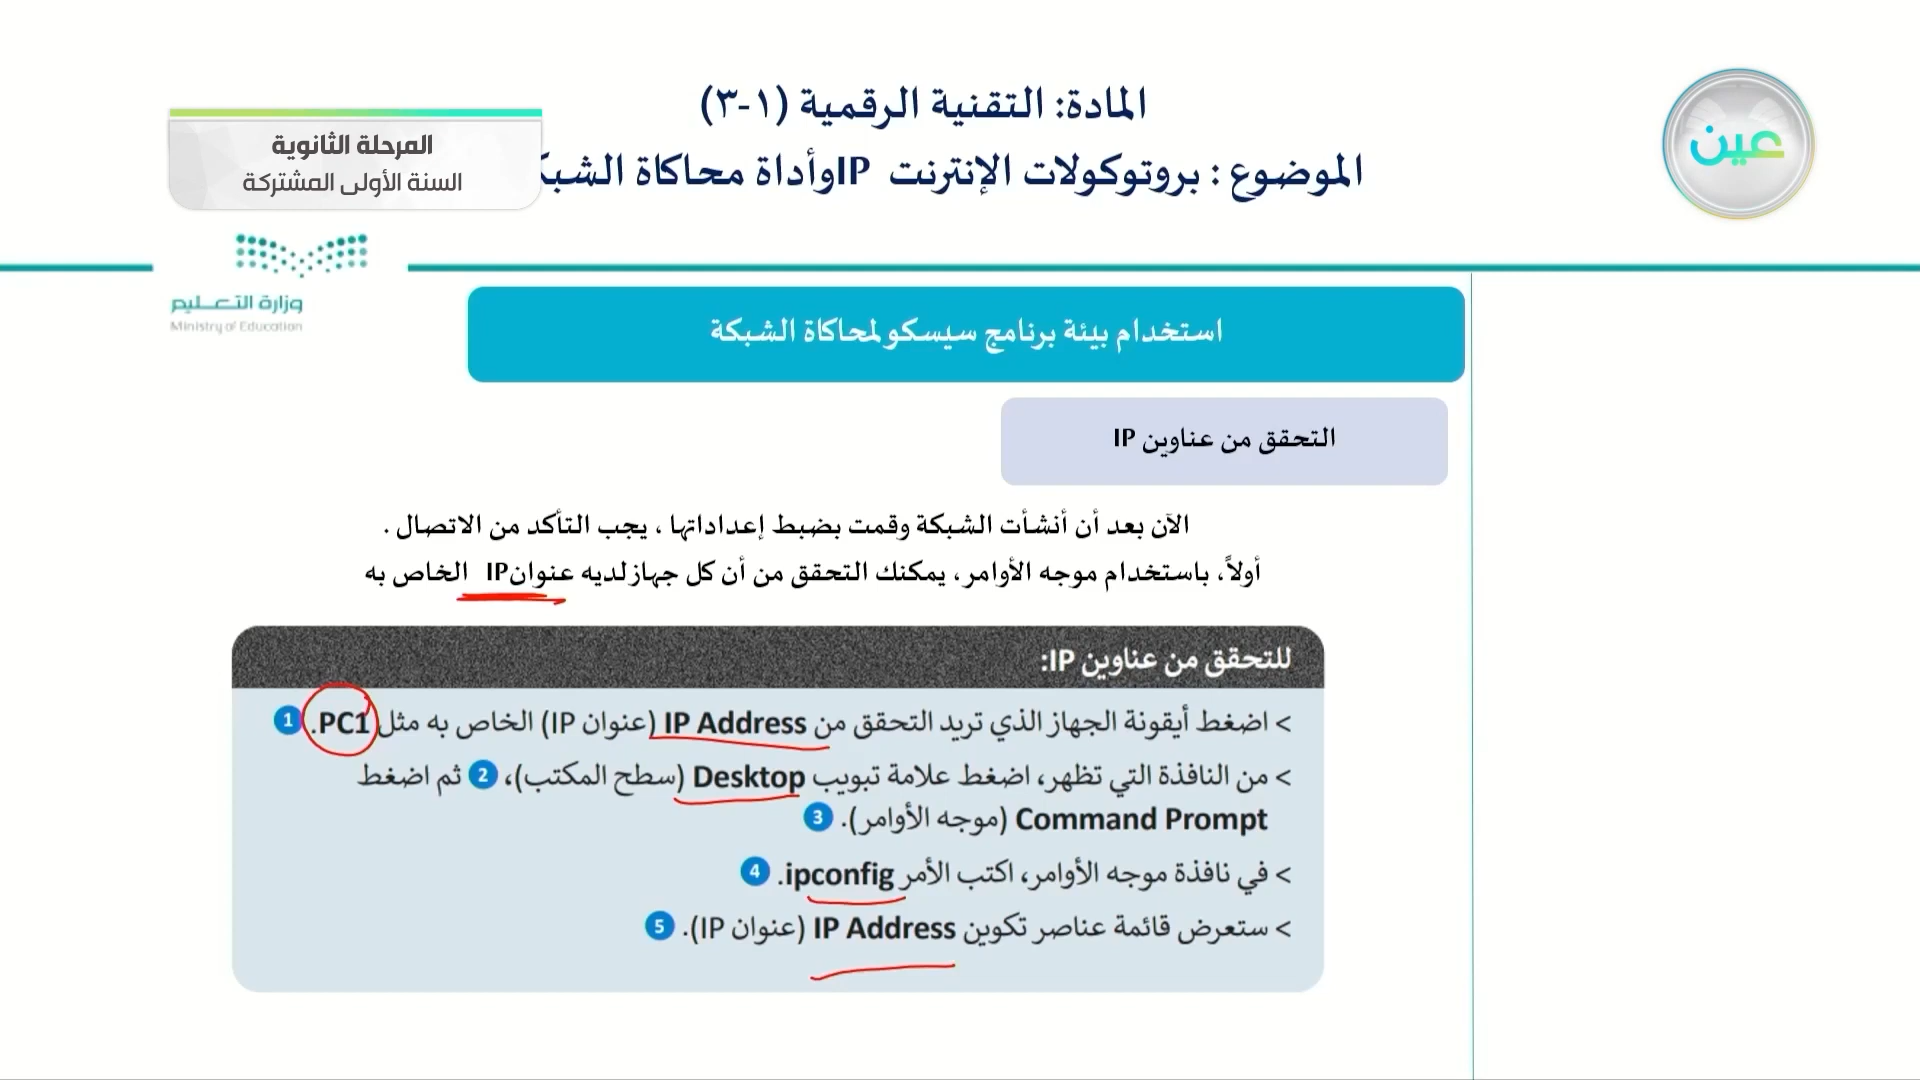 المادة: التقنية الرقمية (١-٣)
الموضوع : بروتوكولات الإنترنت IPوأداة محاكاة
المرحلة الثانوية
السنة الأولى المشتركة
عين
وزارة التعـليم
Ministry of Education
استخدام بيئة برنامج سيسكو لمحاكاة الشبكة
التحقق من عناوين IP
الآن بعد أن أنشأت الشبكة وقمت بضبط إعداداتها ، يجب التأكد من الاتصال .
أولاً، باستخدام موجه الأوامر، يمكنك التحقق من أن كل جهاز لديه عنوان IP الخاص به
للتحقق من عناوين IP:
> اضغط أيقونة الجهاز الذي تريد التحقق من IP Address (عنوان IP) الخاص به مثل PC1. 1
> من النافذة التي تظهر، اضغط علامة تبويب Desktop (سطح المكتب)، 2 ثم اضغط
Command Prompt (موجه الأوامر). 3
> في نافذة موجه الأوامر، اكتب الأمر ipconfig. 4
> ستعرض قائمة عناصر تكوين IP Address (عنوان IP). 5